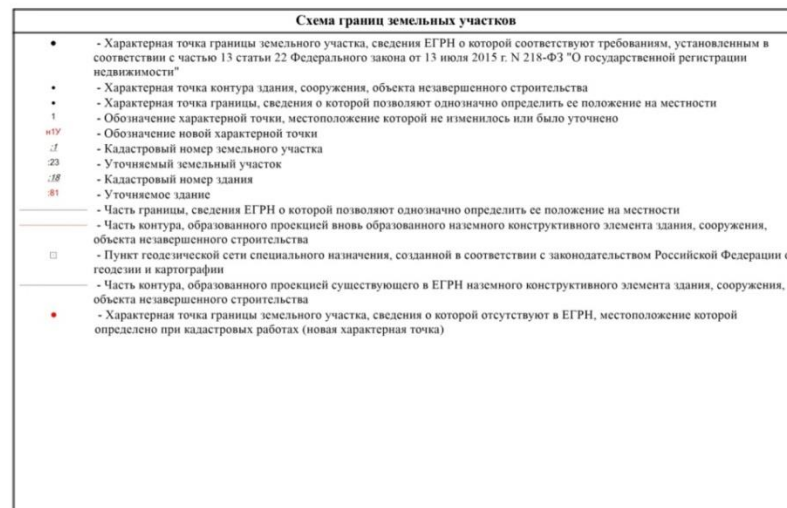 Схема границ земельных участков
- Характерная точка границы земельного участка, сведения ЕГРН о которой соответствуют требованиям, установленным в
соответствии с частью 13 статьи 22 Федерального закона от 13 июля 2015 г. N 218-ФЗ "О государственной регистрации
недвижимости"
- Характерная точка контура здания, сооружения, объекта незавершенного строительства
- Характерная точка границы, сведения о которой позволяют однозначно определить ее положение на местности
1 - Обозначение характерной точки, местоположение которой не изменилось или было уточнено
н1У - Обозначение новой характерной точки
:1 - Кадастровый номер земельного участка
:23 - Уточняемый земельный участок
:18 - Кадастровый номер здания
:81 - Уточняемое здание
- Часть границы, сведения ЕГРН о которой позволяют однозначно определить ее положение на местности
- Часть контура, образованного проекцией вновь образованного наземного конструктивного элемента здания, сооружения,
объекта незавершенного строительства
- Пункт геодезической сети специального назначения, созданной в соответствии с законодательством Российской Федерации о
геодезии и картографии
- Часть контура, образованного проекцией существующего в ЕГРН наземного конструктивного элемента здания, сооружения,
объекта незавершенного строительства
- Характерная точка границы земельного участка, сведения о которой отсутствуют в ЕГРН, местоположение которой
определено при кадастровых работах (новая характерная точка)